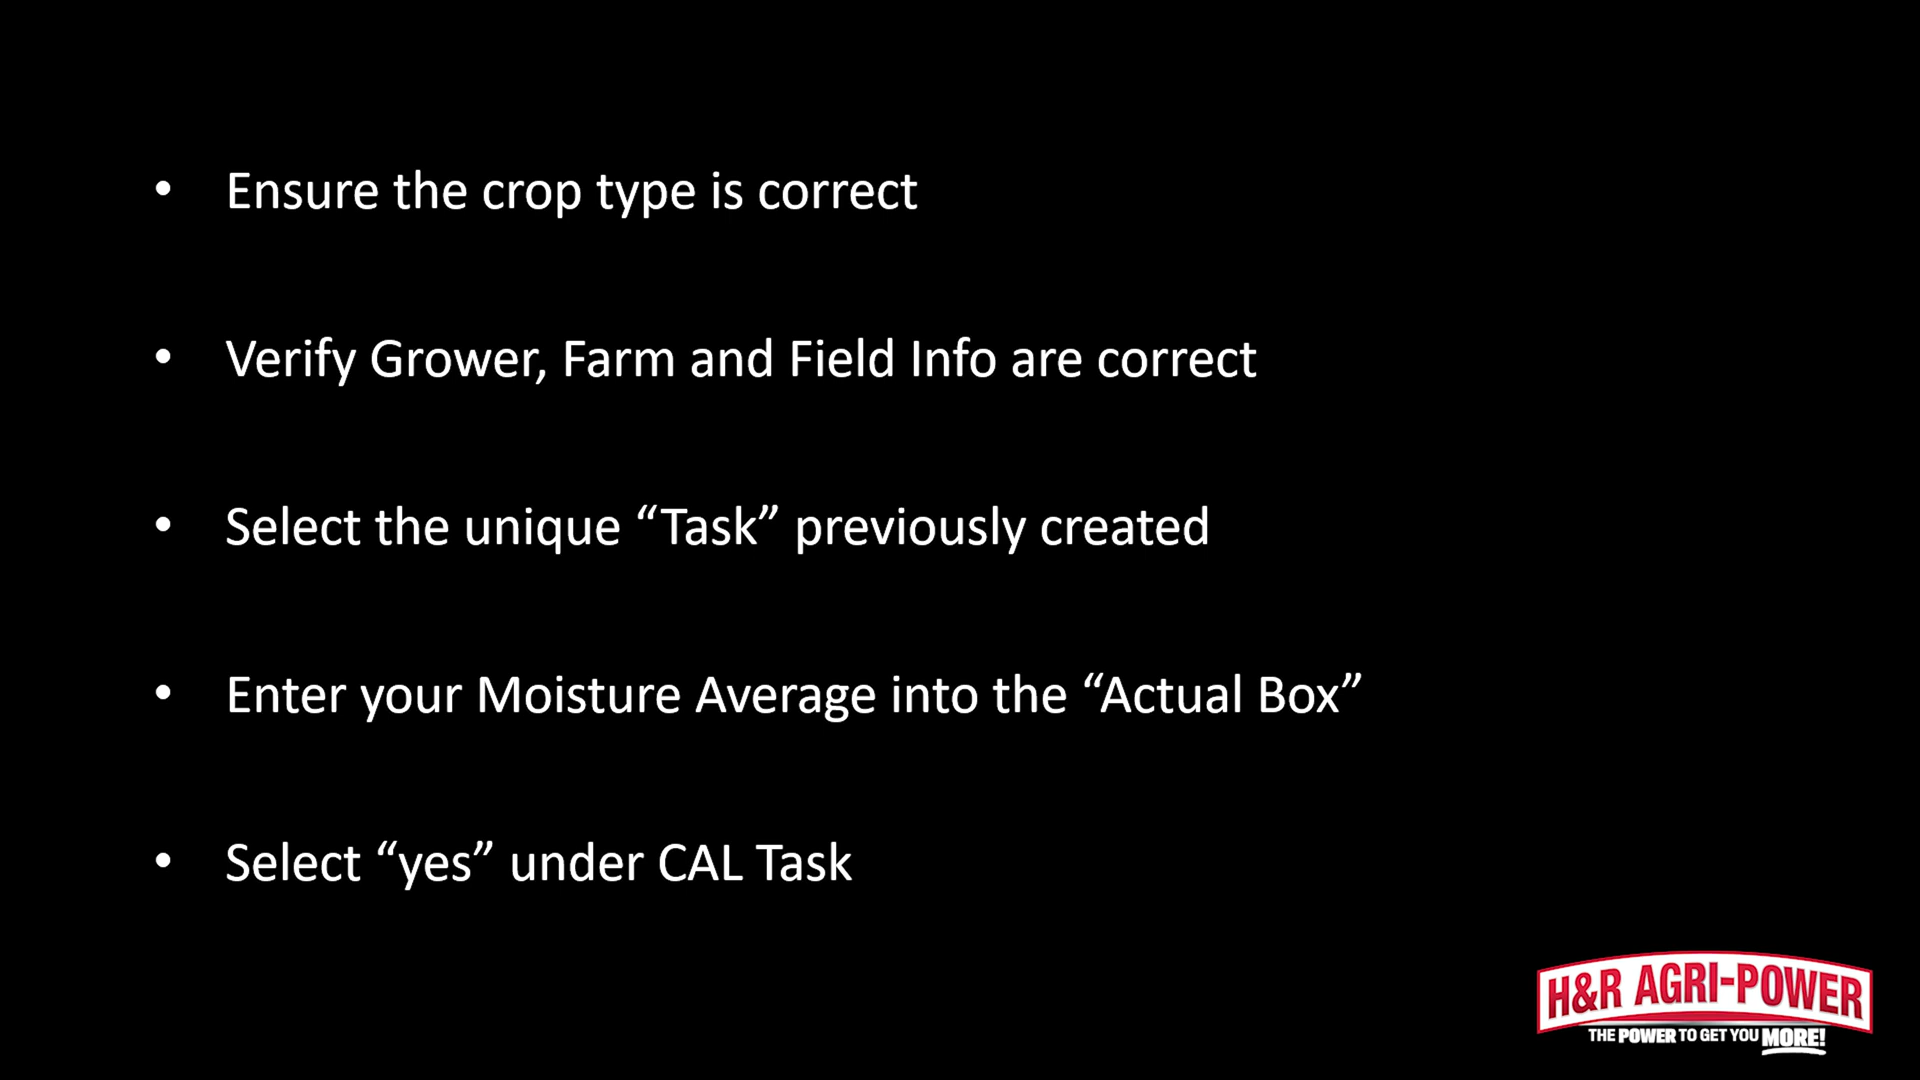 • Ensure the crop type is correct
• Verify Grower, Farm and Field Info are correct
• Select the unique “Task” previously created
• Enter your Moisture Average into the “Actual Box”
• Select “yes” under CAL Task
H&R AGRI-POWER
THE POWER TO GET YOU MORE!